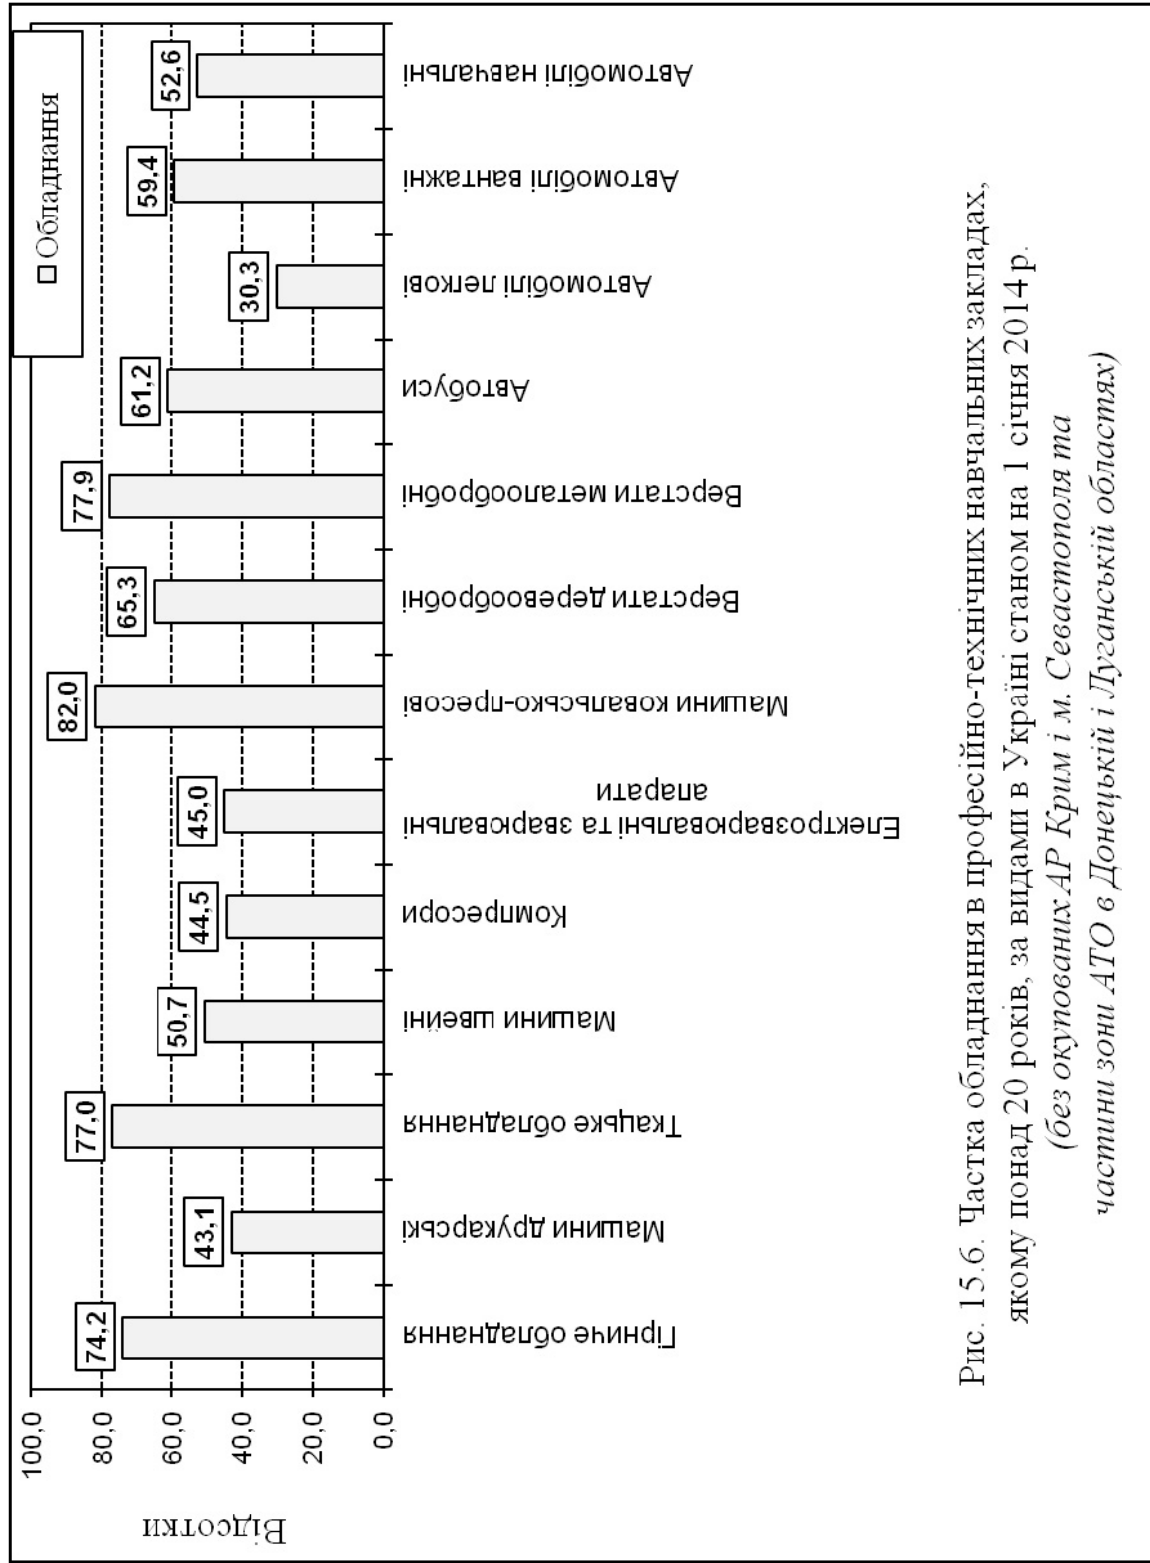 Обладнання
Відсотки
100,0
80,0
60,0
40,0
20,0
0,0
74,2
43,1
77,0
50,7
44,5
45,0
82,0
65,3
77,9
61,2
30,3
59,4
52,6
Гірниче обладнання
Машини друкарські
Ткацьке обладнання
Машини швейні
Компресори
Електрозварювальні та зварювальні
апарати
Машини ковальсько-пресові
Верстати деревообробні
Верстати металообробні
Автобуси
Автомобілі легкові
Автомобілі вантажні
Автомобілі навчальні
Рис. 15.6. Частка обладнання в професійно-технічних навчальних закладах,
якому понад 20 років, за видами в Україні станом на 1 січня 2014 р.
(без окупованих АР Крим і м. Севастополя та
частини зони АТО в Донецькій і Луганській областях)